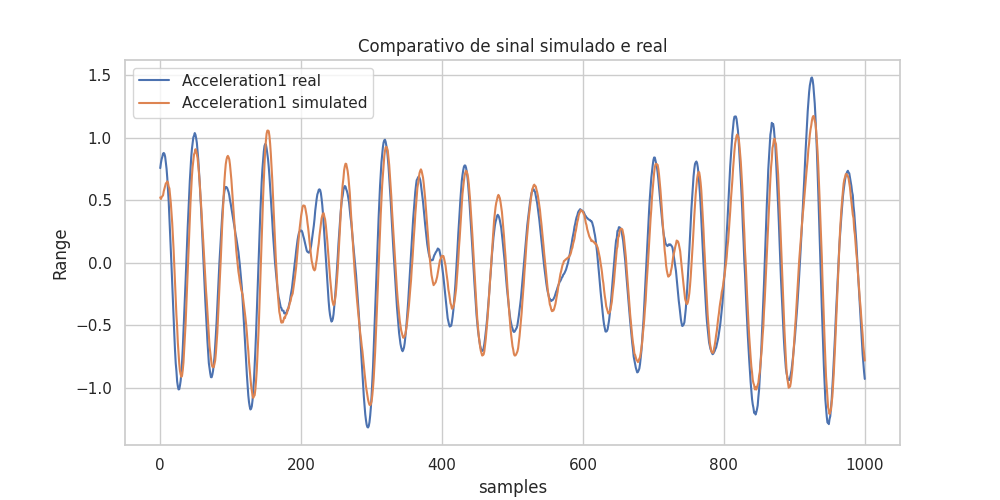 Comparativo de sinal simulado e real
Acceleration1 real
Acceleration1 simulated
Range
1.5
1.0
0.5
0.0
−0.5
−1.0
0 200 400 600 800 1000
samples